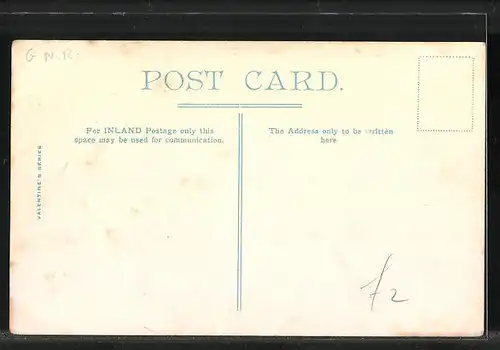 G.N.R.
POST CARD.
For INLAND Postage only this
space may be used for communication.
The Address only to be written
here
VALENTINE'S SERIES